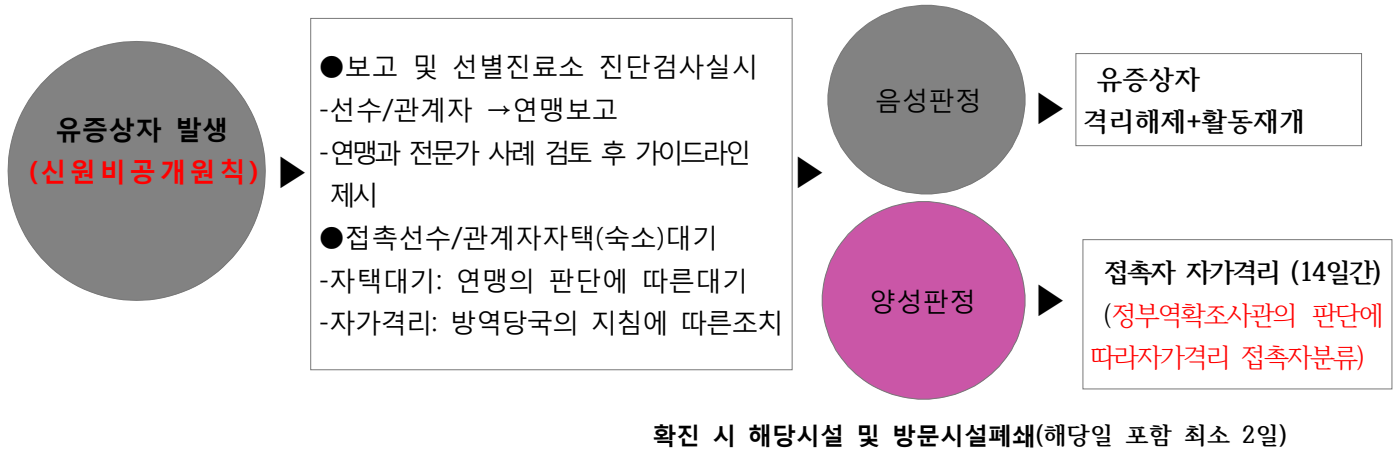 유증상자 발생
(신원비공개원칙)
●보고 및 선별진료소 진단검사실시
-선수/관계자 →연맹보고
-연맹과 전문가 사례 검토 후 가이드라인
제시
●접촉선수/관계자자택(숙소)대기
-자택대기: 연맹의 판단에 따른대기
-자가격리: 방역당국의 지침에 따른조치
음성판정
유증상자
격리해제+활동재개
양성판정
접촉자 자가격리 (14일간)
(정부역확조사관의 판단에
따라자가격리 접촉자분류)
확진 시 해당시설 및 방문시설폐쇄(해당일 포함 최소 2일)